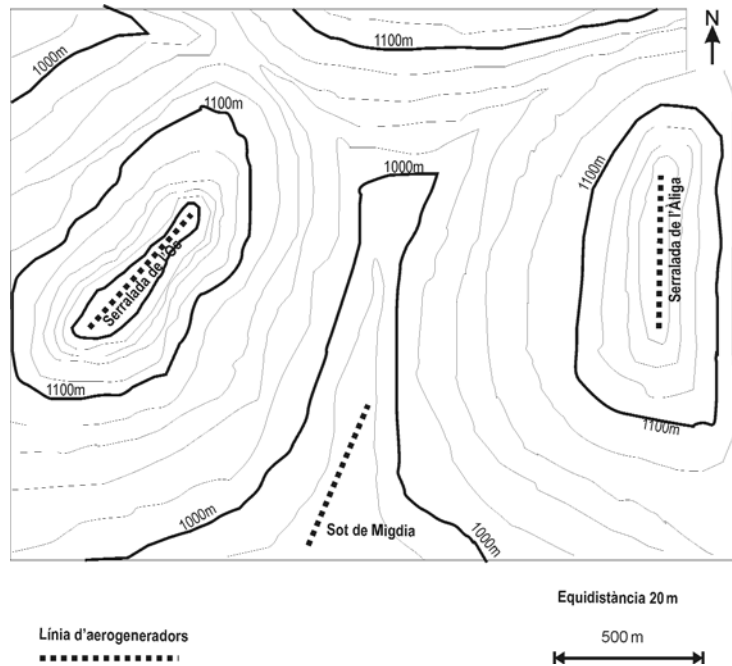 N
1000m
1100m
1100m
1000m
1100m
Serralada de l'Àliga
Serralada de l'Os
1100m
1100m
1000m
Sot de Migdia
1000m
Equidistància 20 m
Línia d'aerogeneradors
500 m